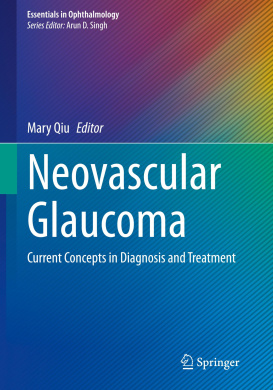 Essentials in Ophthalmology
Series Editor: Arun D. Singh
Mary Qiu Editor
Neovascular
Glaucoma
Current Concepts in Diagnosis and Treatment
Springer